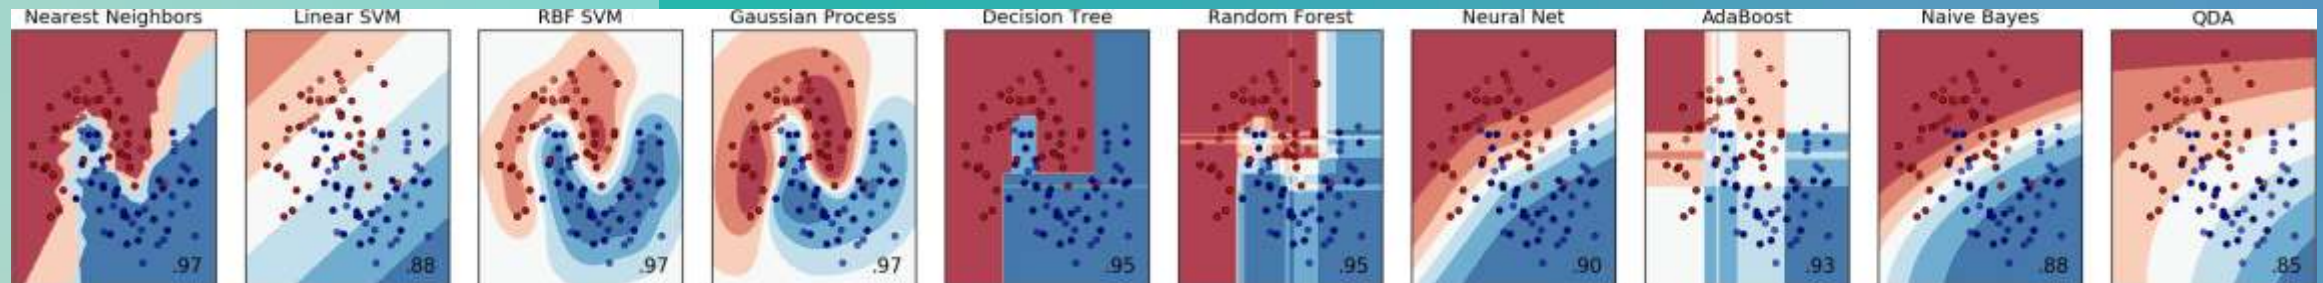 Nearest Neighbors Linear SVM RBF SVM Gaussian Process Decision Tree Random Forest Neural Net AdaBoost Naive Bayes QDA
.97 .88 .97 .97 .95 .95 .90 .93 .88 .85